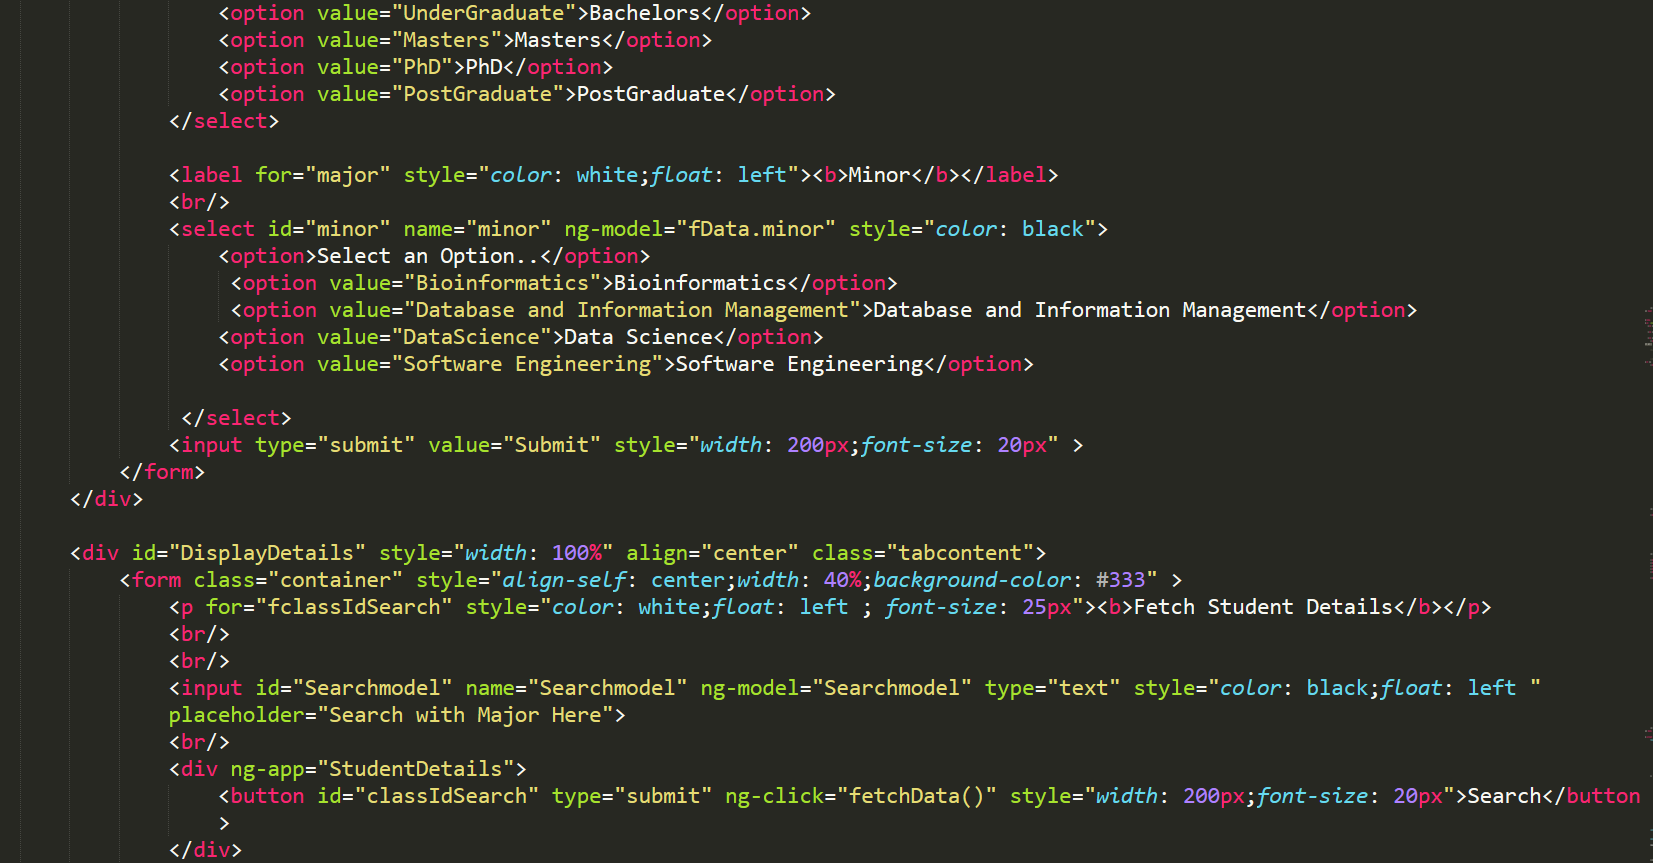 <option value="UnderGraduate">Bachelors</option>
<option value="Masters">Masters</option>
<option value="PhD">PhD</option>
<option value="PostGraduate">PostGraduate</option>
</select>
<label for="major" style="color: white;float: left"><b>Minor</b></label>
<br/>
<select id="minor" name="minor" ng-model="fData.minor" style="color: black">
<option>Select an Option..</option>
<option value="Bioinformatics">Bioinformatics</option>
<option value="Database and Information Management">Database and Information Management</option>
<option value="DataScience">Data Science</option>
<option value="Software Engineering">Software Engineering</option>
</select>
<input type="submit" value="Submit" style="width: 200px;font-size: 20px" >
</form>
</div>
<div id="DisplayDetails" style="width: 100%" align="center" class="tabcontent">
<form class="container" style="align-self: center;width: 40%;background-color: #333" >
<p for="fclassIdSearch" style="color: white;float: left ; font-size: 25px"><b>Fetch Student Details</b></p>
<br/>
<br/>
<input id="Searchmodel" name="Searchmodel" ng-model="Searchmodel" type="text" style="color: black;float: left "
placeholder="Search with Major Here">
<br/>
<div ng-app="StudentDetails">
<button id="classIdSearch" type="submit" ng-click="fetchData()" style="width: 200px;font-size: 20px">Search</button
>
</div>